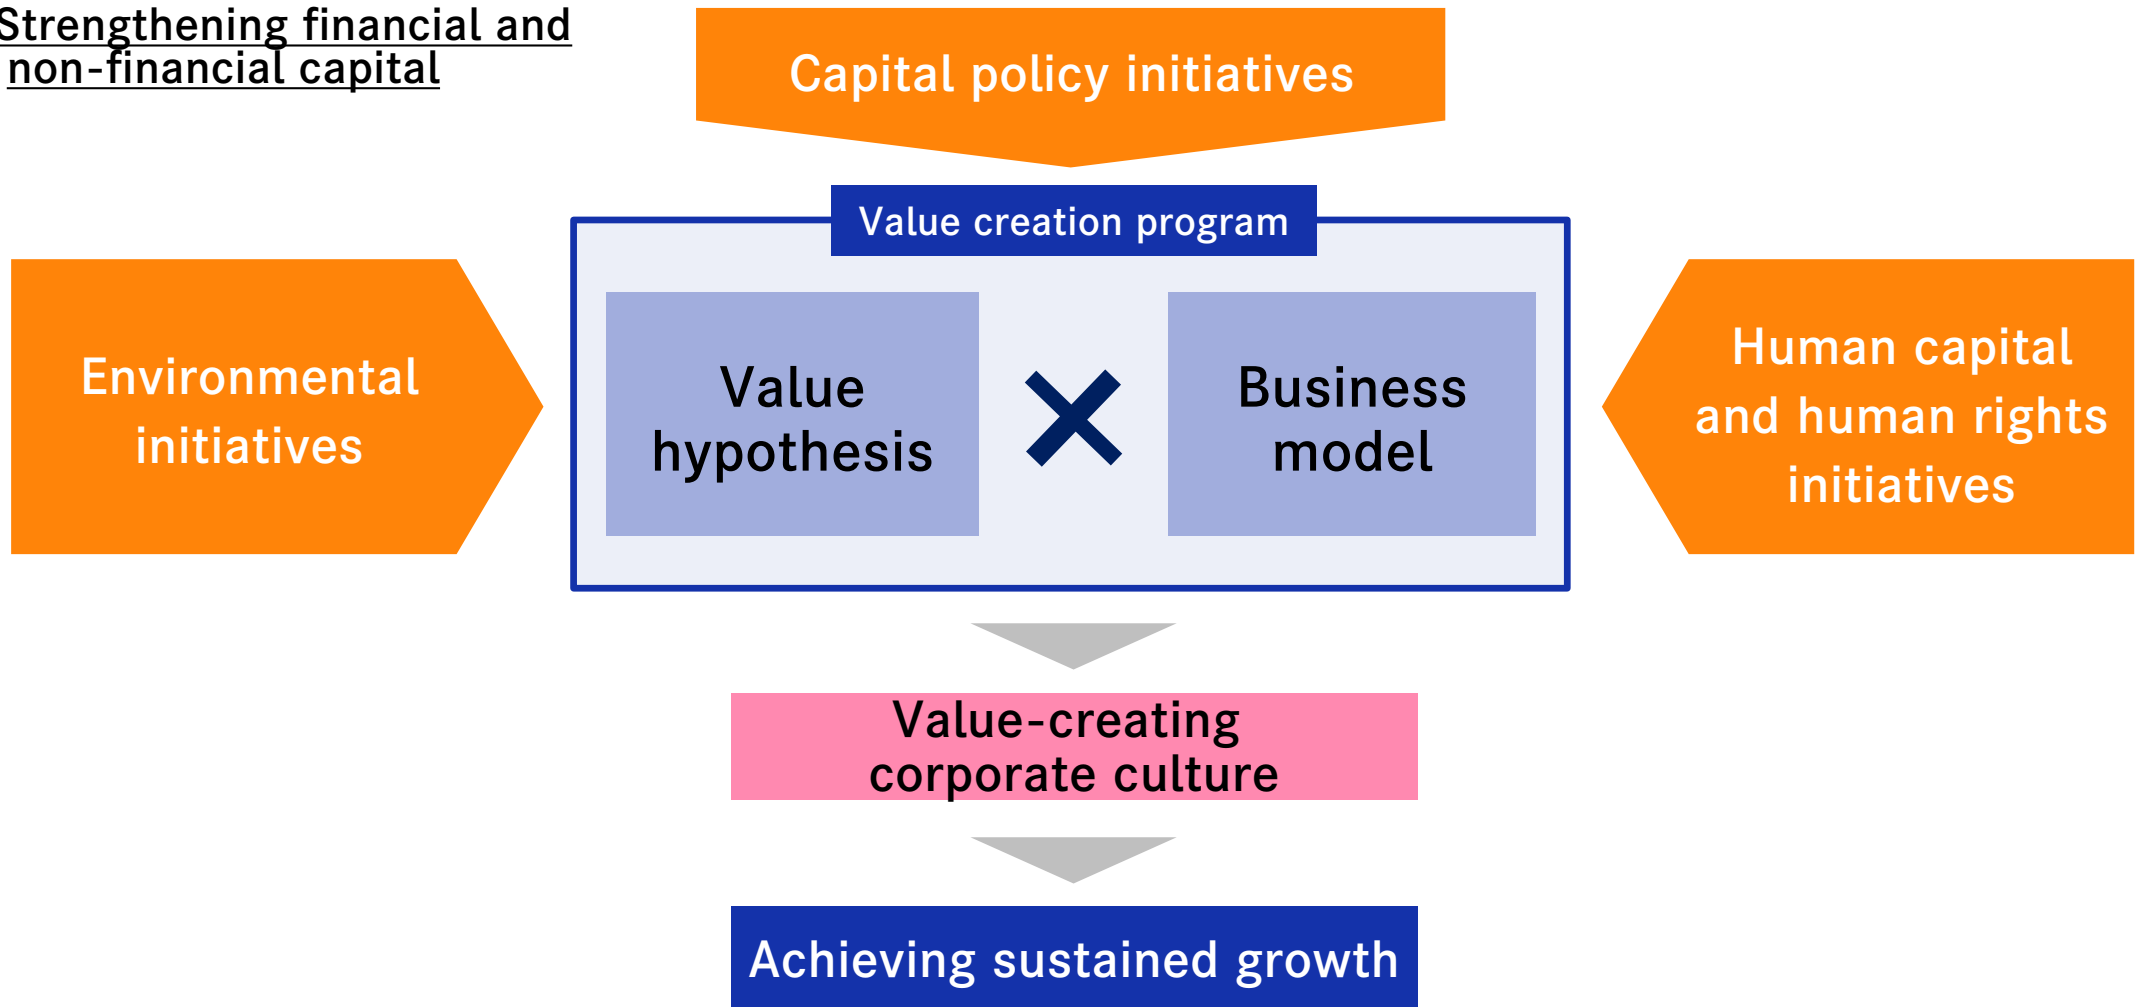 Strengthening financial and
non-financial capital
Capital policy initiatives
Value creation program
Environmental
initiatives
Value
hypothesis
Business
model
Human capital
and human rights
initiatives
Value-creating
corporate culture
Achieving sustained growth